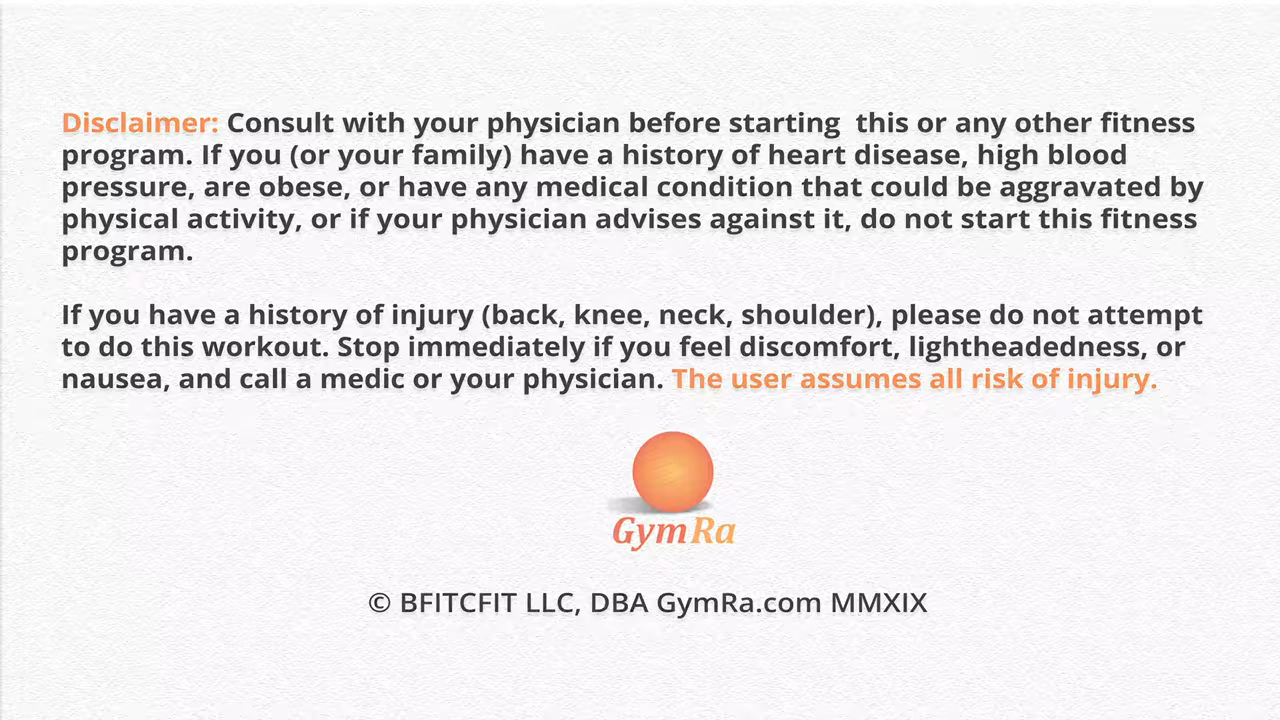 Disclaimer: Consult with your physician before starting  this or any other fitness
program. If you (or your family) have a history of heart disease, high blood
pressure, are obese, or have any medical condition that could be aggravated by
physical activity, or if your physician advises against it, do not start this fitness
program.
If you have a history of injury (back, knee, neck, shoulder), please do not attempt
to do this workout. Stop immediately if you feel discomfort, lightheadedness, or
nausea, and call a medic or your physician. The user assumes all risk of injury.
GymRa
© BFITCFIT LLC, DBA GymRa.com MMXIX